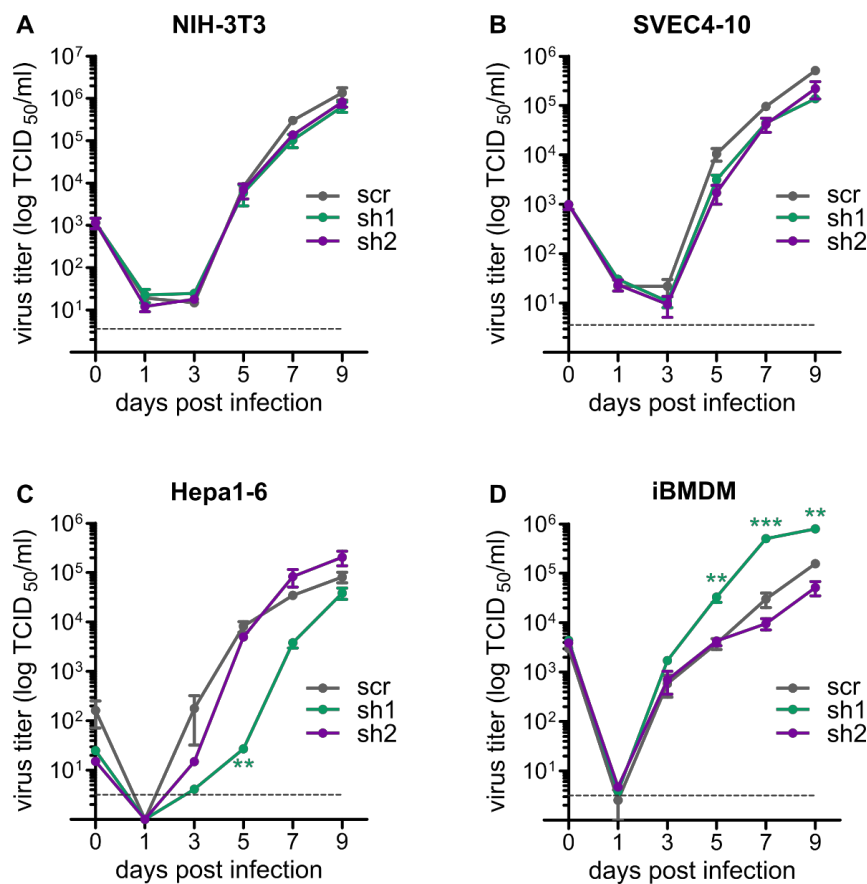 A NIH-3T3
virus titer (log TCID50/ml)
10^7
10^6
10^5
10^4
10^3
10^2
10^1
scr
sh1
sh2
0 1 3 5 7 9
days post infection
B SVEC4-10
virus titer (log TCID50/ml)
10^6
10^5
10^4
10^3
10^2
10^1
scr
sh1
sh2
0 1 3 5 7 9
days post infection
C Hepa1-6
virus titer (log TCID50/ml)
10^6
10^5
10^4
10^3
10^2
10^1
**
scr
sh1
sh2
0 1 3 5 7 9
days post infection
D iBMDM
virus titer (log TCID50/ml)
10^6
10^5
10^4
10^3
10^2
10^1
** *** **
scr
sh1
sh2
0 1 3 5 7 9
days post infection